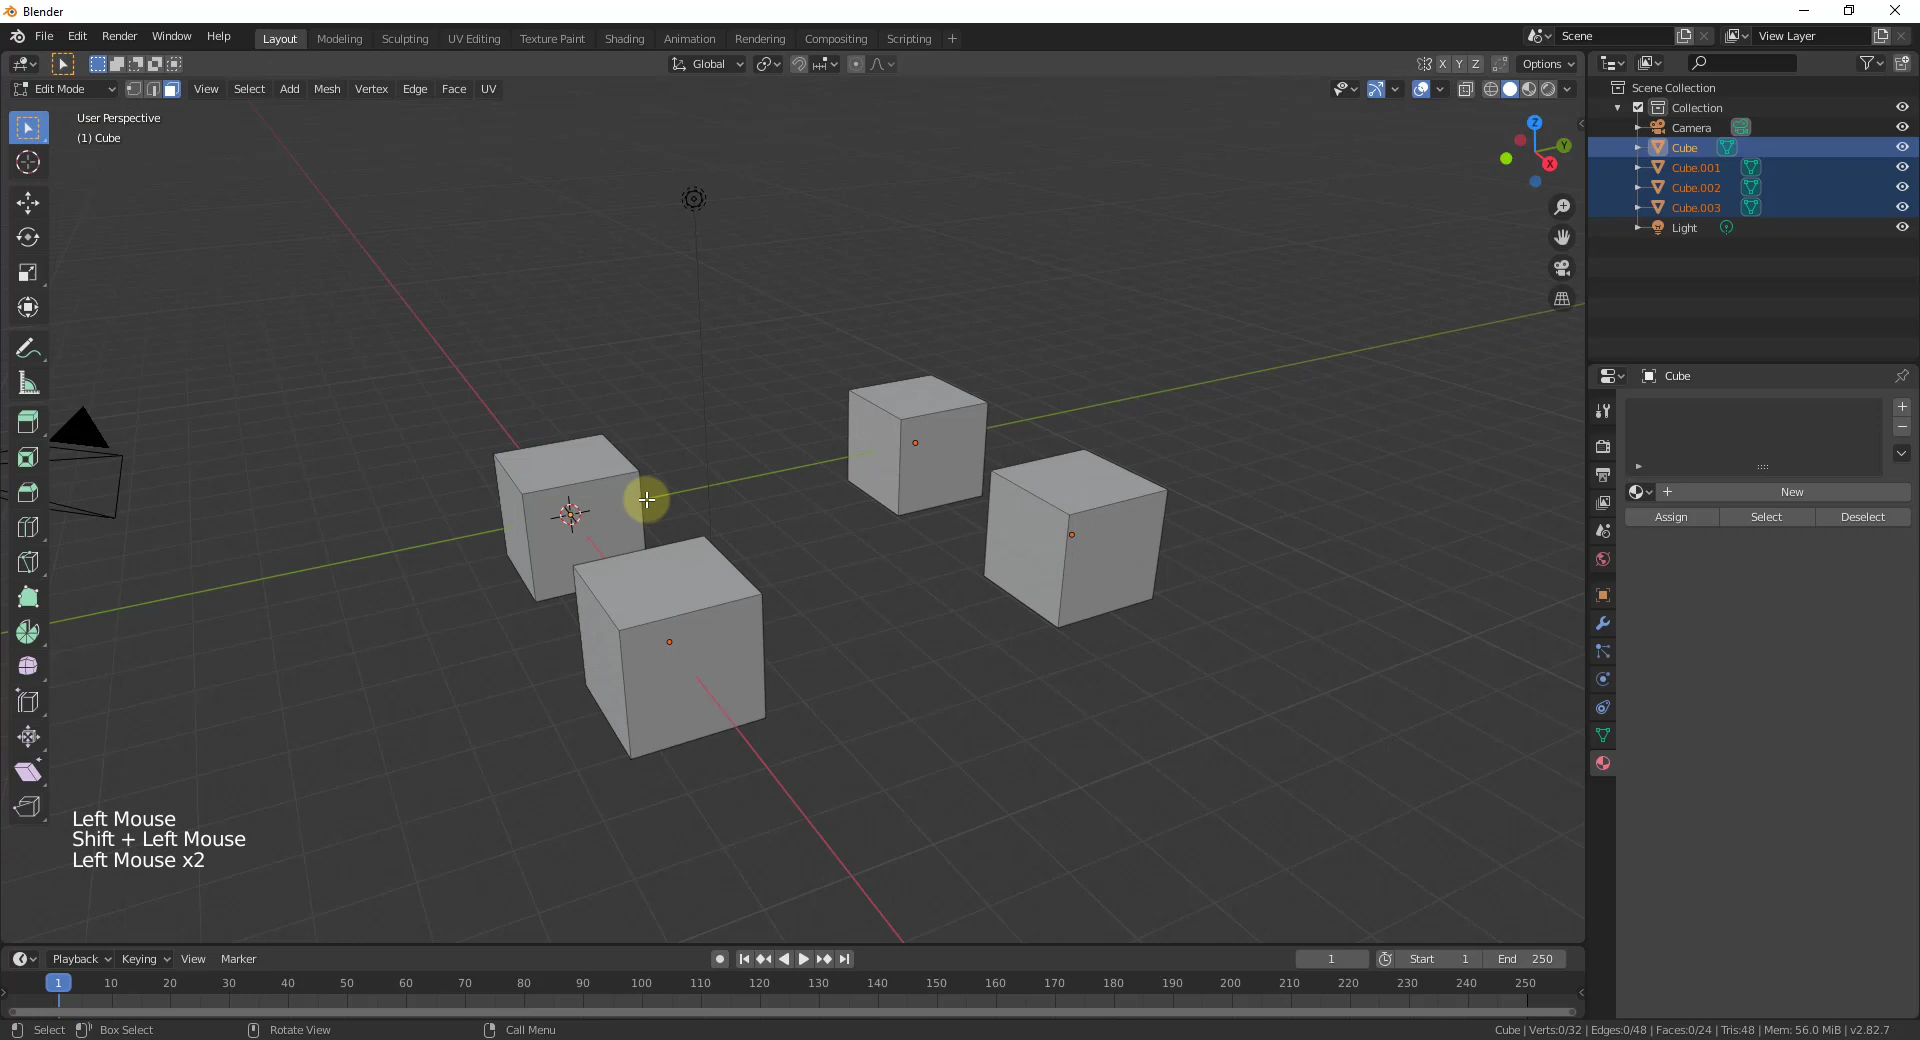 Blender
File Edit Render Window Help
Layout Modeling Sculpting UV Editing Texture Paint Shading Animation Rendering Compositing Scripting +
Scene
View Layer
Global
X Y Z
Options
Edit Mode
View Select Add Mesh Vertex Edge Face UV
User Perspective
(1) Cube
Z
Y
X
Scene Collection
Collection
Camera
Cube
Cube.001
Cube.002
Cube.003
Light
Cube
New
Assign
Select
Deselect
Left Mouse
Shift + Left Mouse
Left Mouse x2
Playback Keying View Marker
1
Start 1
End 250
1 10 20 30 40 50 60 70 80 90 100 110 120 130 140 150 160 170 180 190 200 210 220 230 240 250
Select
Box Select
Rotate View
Call Menu
Cube | Verts:0/32 | Edges:0/48 | Faces:0/24 | Tris:48 | Mem: 56.0 MiB | v2.82.7